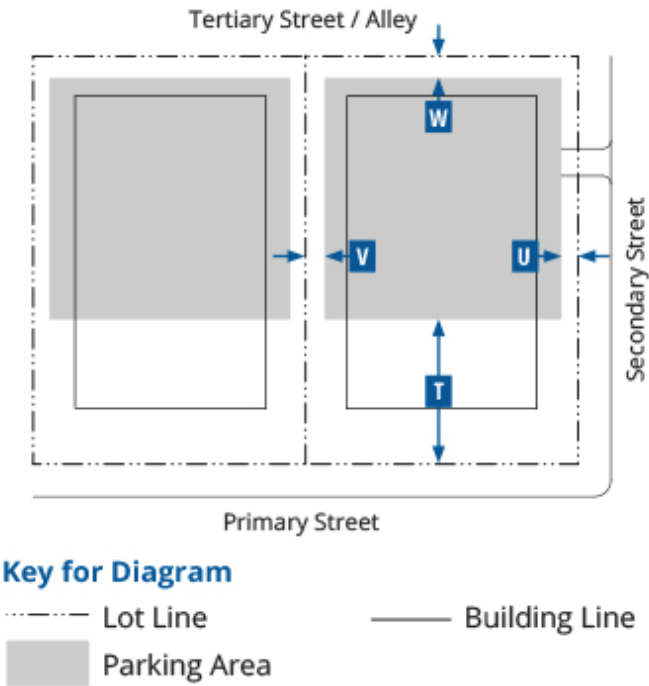 Tertiary Street / Alley
W
V
U
Secondary Street
T
Primary Street
Key for Diagram
Lot Line
Building Line
Parking Area